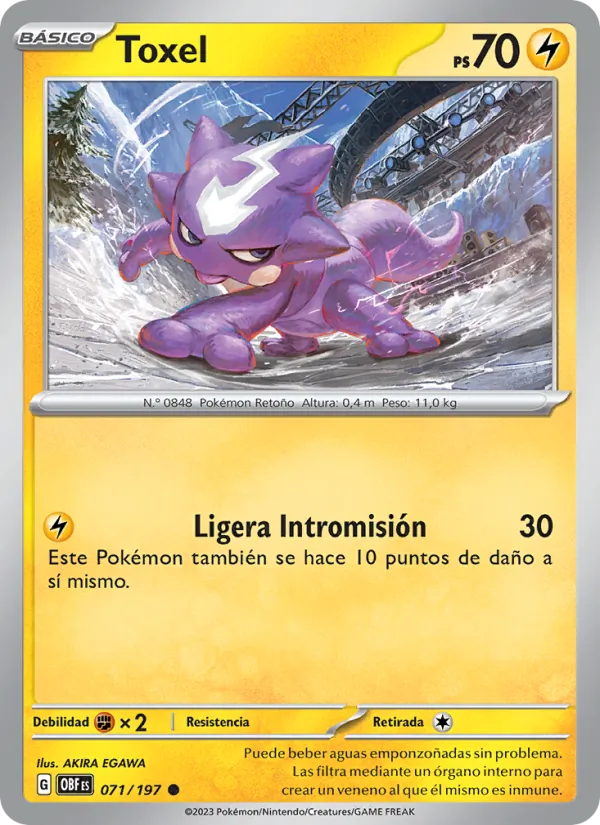 BÁSICO
Toxel
PS 70
N.º 0848 Pokémon Retoño Altura: 0,4 m Peso: 11,0 kg
Ligera Intromisión 30
Este Pokémon también se hace 10 puntos de daño a
sí mismo.
Debilidad × 2 Resistencia Retirada
Ilus. AKIRA EGAWA
G OBF ES 071/197
Puede beber aguas emponzoñadas sin problema.
Las filtra mediante un órgano interno para
crear un veneno al que él mismo es inmune.
©2023 Pokémon/Nintendo/Creatures/GAME FREAK